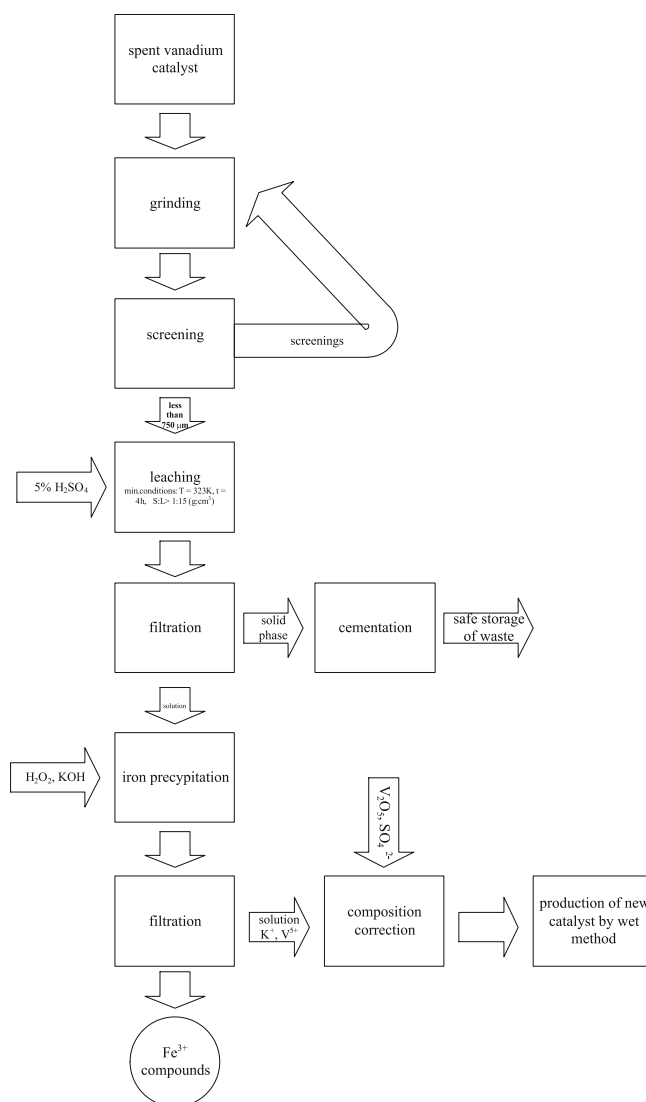 spent vanadium
catalyst
grinding
screening
screenings
less
than
750 μm
5% H₂SO₄
leaching
min.conditions: T = 323K, t =
4h, S:L> 1:15 (g:cm³)
filtration
solid
phase
cementation
safe storage
of waste
solution
H₂O₂, KOH
iron precypitation
V₂O₅, SO₄ ²⁻
filtration
solution
K⁺, V⁵⁺
composition
correction
production of new
catalyst by wet
method
Fe³⁺
compounds